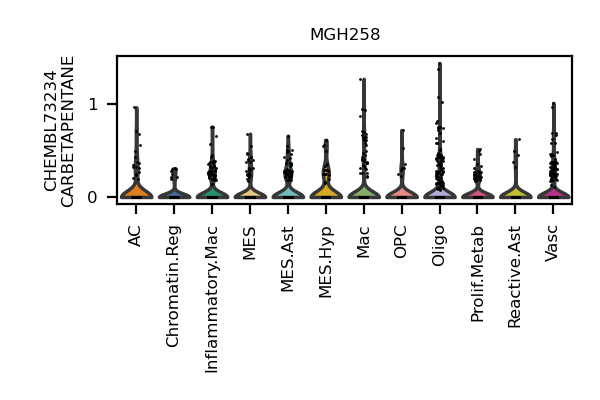 MGH258
CHEMBL73234
CARBETAPENTANE
1
0
AC
Chromatin.Reg
Inflammatory.Mac
MES
MES.Ast
MES.Hyp
Mac
OPC
Oligo
Prolif.Metab
Reactive.Ast
Vasc